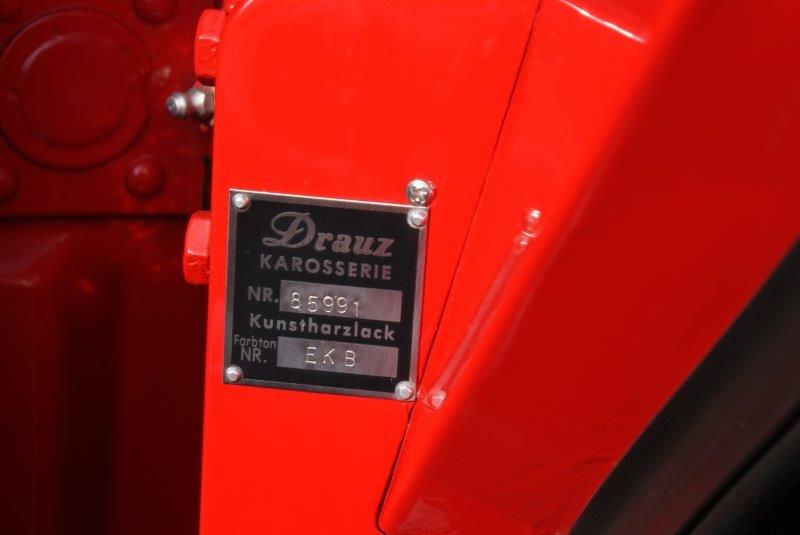 Drauz
KAROSSERIE
NR. 85991
Kunstharzlack
Farbton
NR. EKB